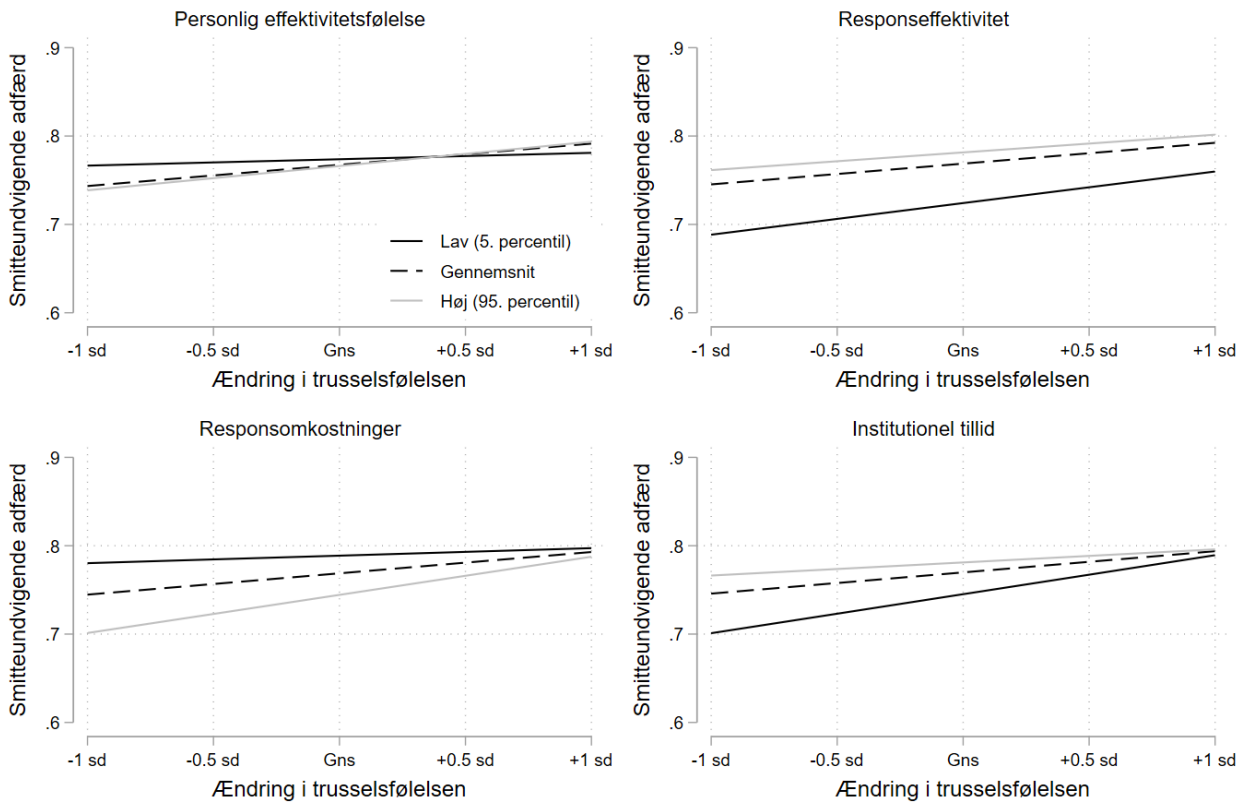 Personlig effektivitetsfølelse
Smitteundvigende adfærd
.9
.8
.7
.6
Lav (5. percentil)
Gennemsnit
Høj (95. percentil)
-1 sd
-0.5 sd
Gns
+0.5 sd
+1 sd
Ændring i trusselsfølelsen
Responseffektivitet
Smitteundvigende adfærd
.9
.8
.7
.6
-1 sd
-0.5 sd
Gns
+0.5 sd
+1 sd
Ændring i trusselsfølelsen
Responsomkostninger
Smitteundvigende adfærd
.9
.8
.7
.6
-1 sd
-0.5 sd
Gns
+0.5 sd
+1 sd
Ændring i trusselsfølelsen
Institutionel tillid
Smitteundvigende adfærd
.9
.8
.7
.6
-1 sd
-0.5 sd
Gns
+0.5 sd
+1 sd
Ændring i trusselsfølelsen